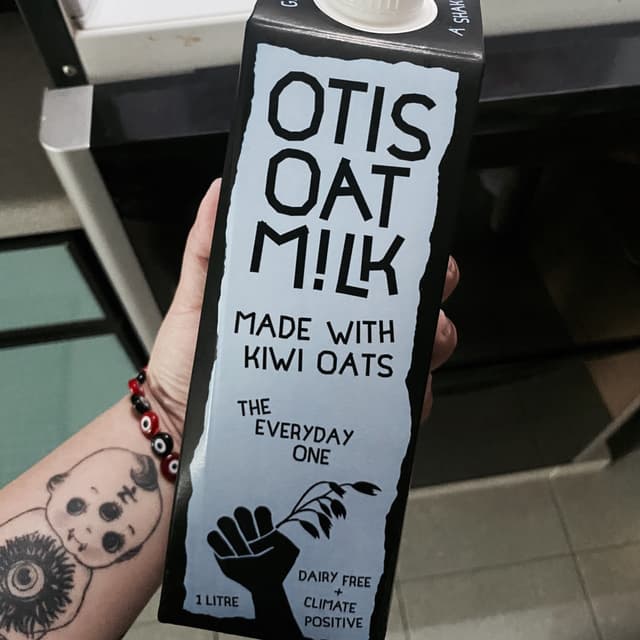 OTIS
OAT
M!LK
MADE WITH
KIWI OATS
THE
EVERYDAY
ONE
DAIRY FREE
+
CLIMATE
POSITIVE
1 LITRE